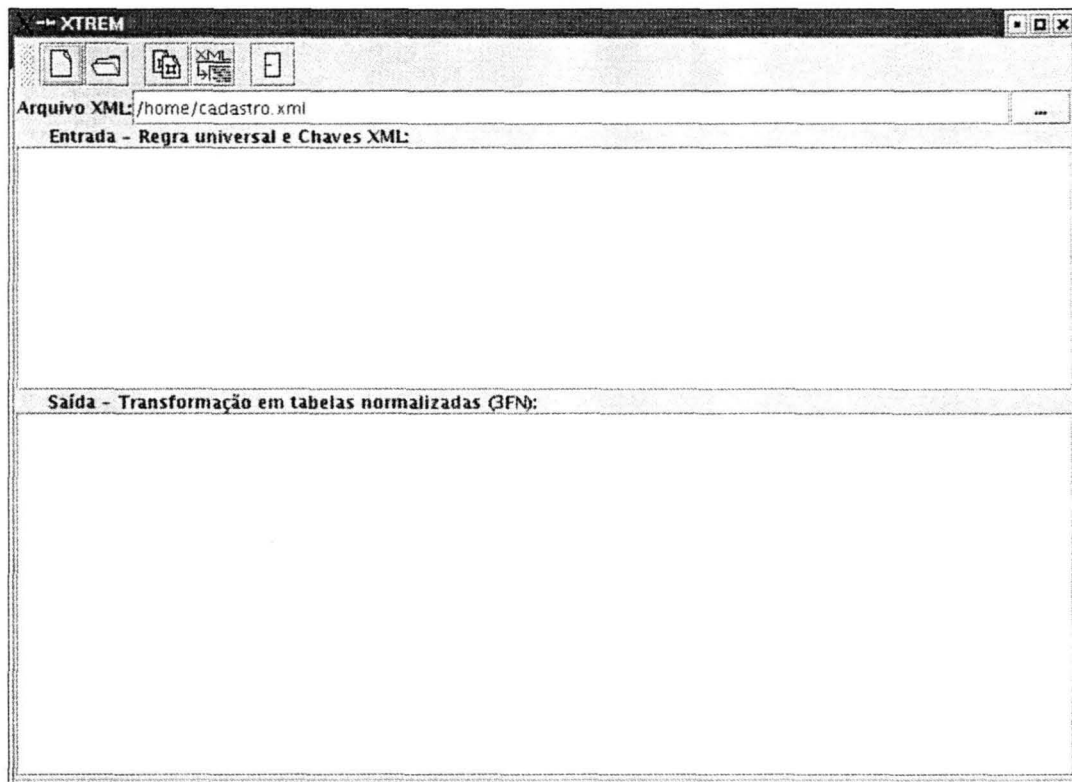 XTREM
XML
Arquivo XML: /home/cadastro.xml ...
Entrada - Regra universal e Chaves XML:
Saída - Transformação em tabelas normalizadas (3FN):